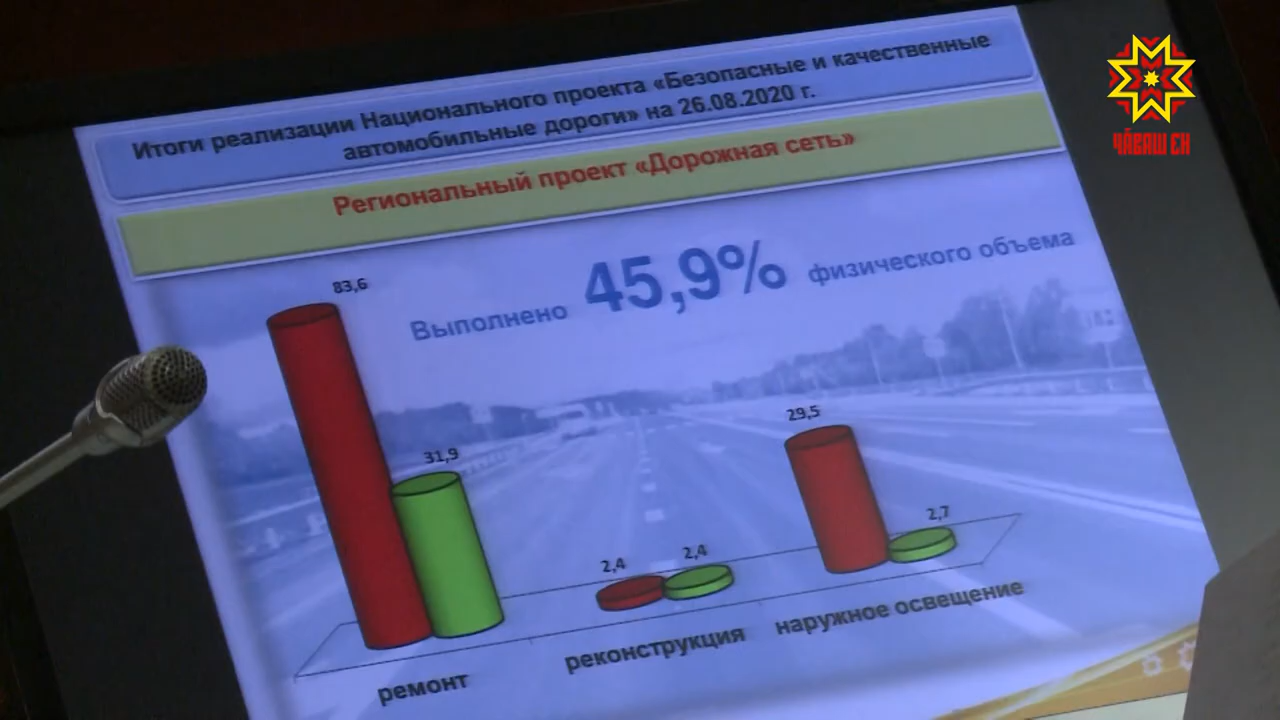 Итоги реализации Национального проекта «Безопасные и качественные
автомобильные дороги» на 26.08.2020 г.
ЧӐВАШ ЕН
Региональный проект «Дорожная сеть»
Выполнено 45,9% физического объема
83,6
31,9
2,4
2,4
29,5
2,7
ремонт
реконструкция
наружное освещение